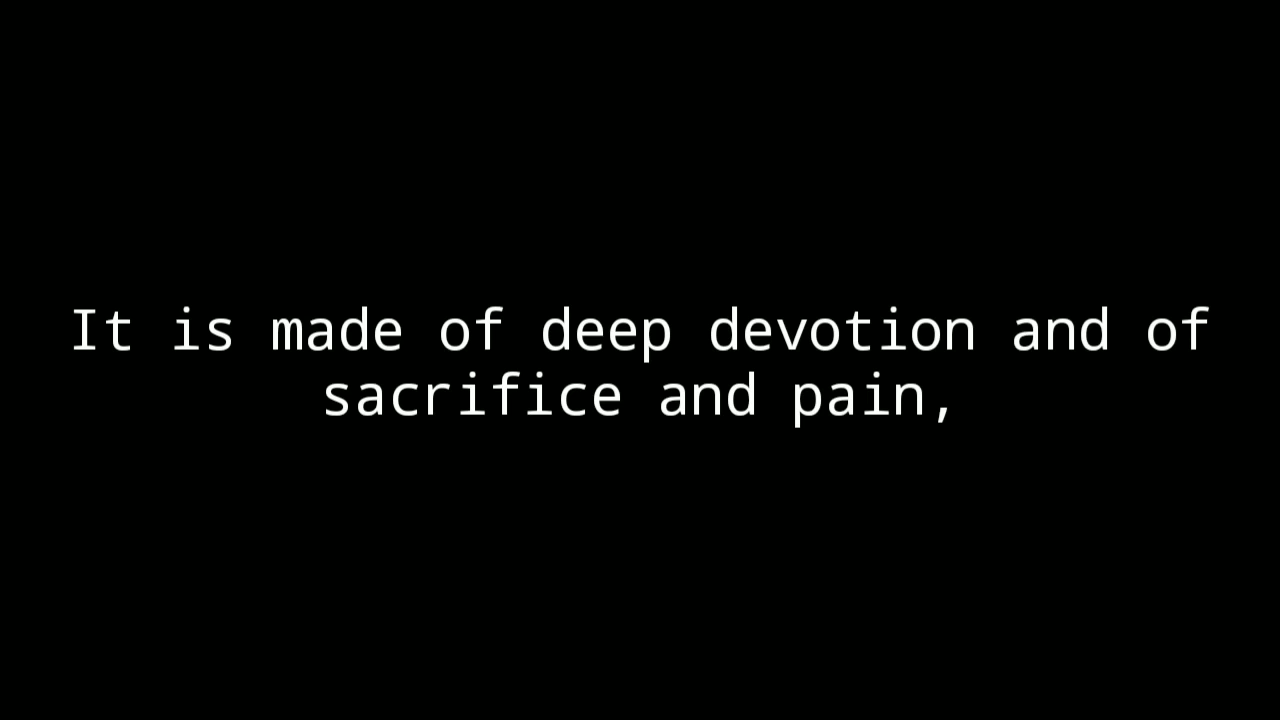 It is made of deep devotion and of
sacrifice and pain,